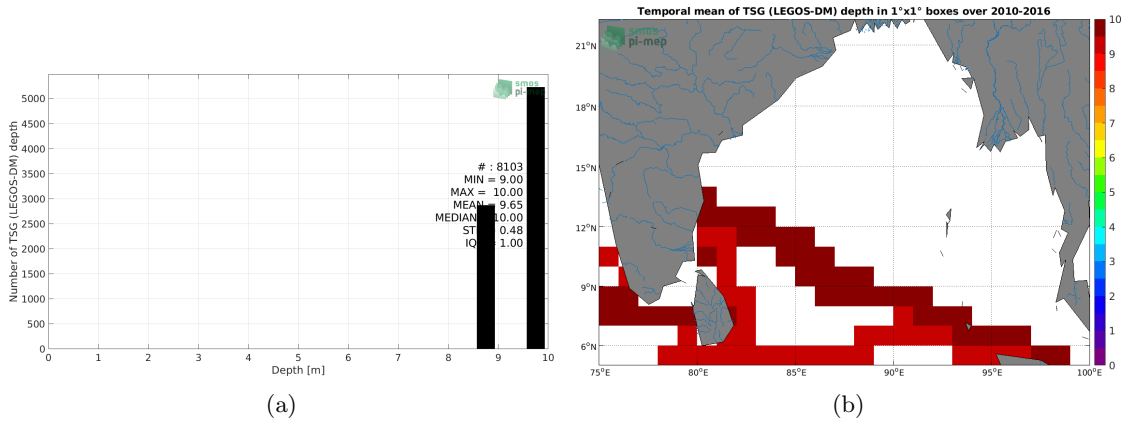 Temporal mean of TSG (LEGOS-DM) depth in 1°x1° boxes over 2010-2016
smos
pi-mep
5000
4500
4000
3500
3000
2500
2000
1500
1000
500
0
Number of TSG (LEGOS-DM) depth
# : 8103
MIN = 9.00
MAX = 10.00
MEAN = 9.65
MEDIAN 10.00
ST 0.48
IQ = 1.00
0 1 2 3 4 5 6 7 8 9 10
Depth [m]
(a)
smos
pi-mep
21°N
18°N
15°N
12°N
9°N
6°N
75°E 80°E 85°E 90°E 95°E 100°E
10
9
8
7
6
5
4
3
2
1
0
(b)